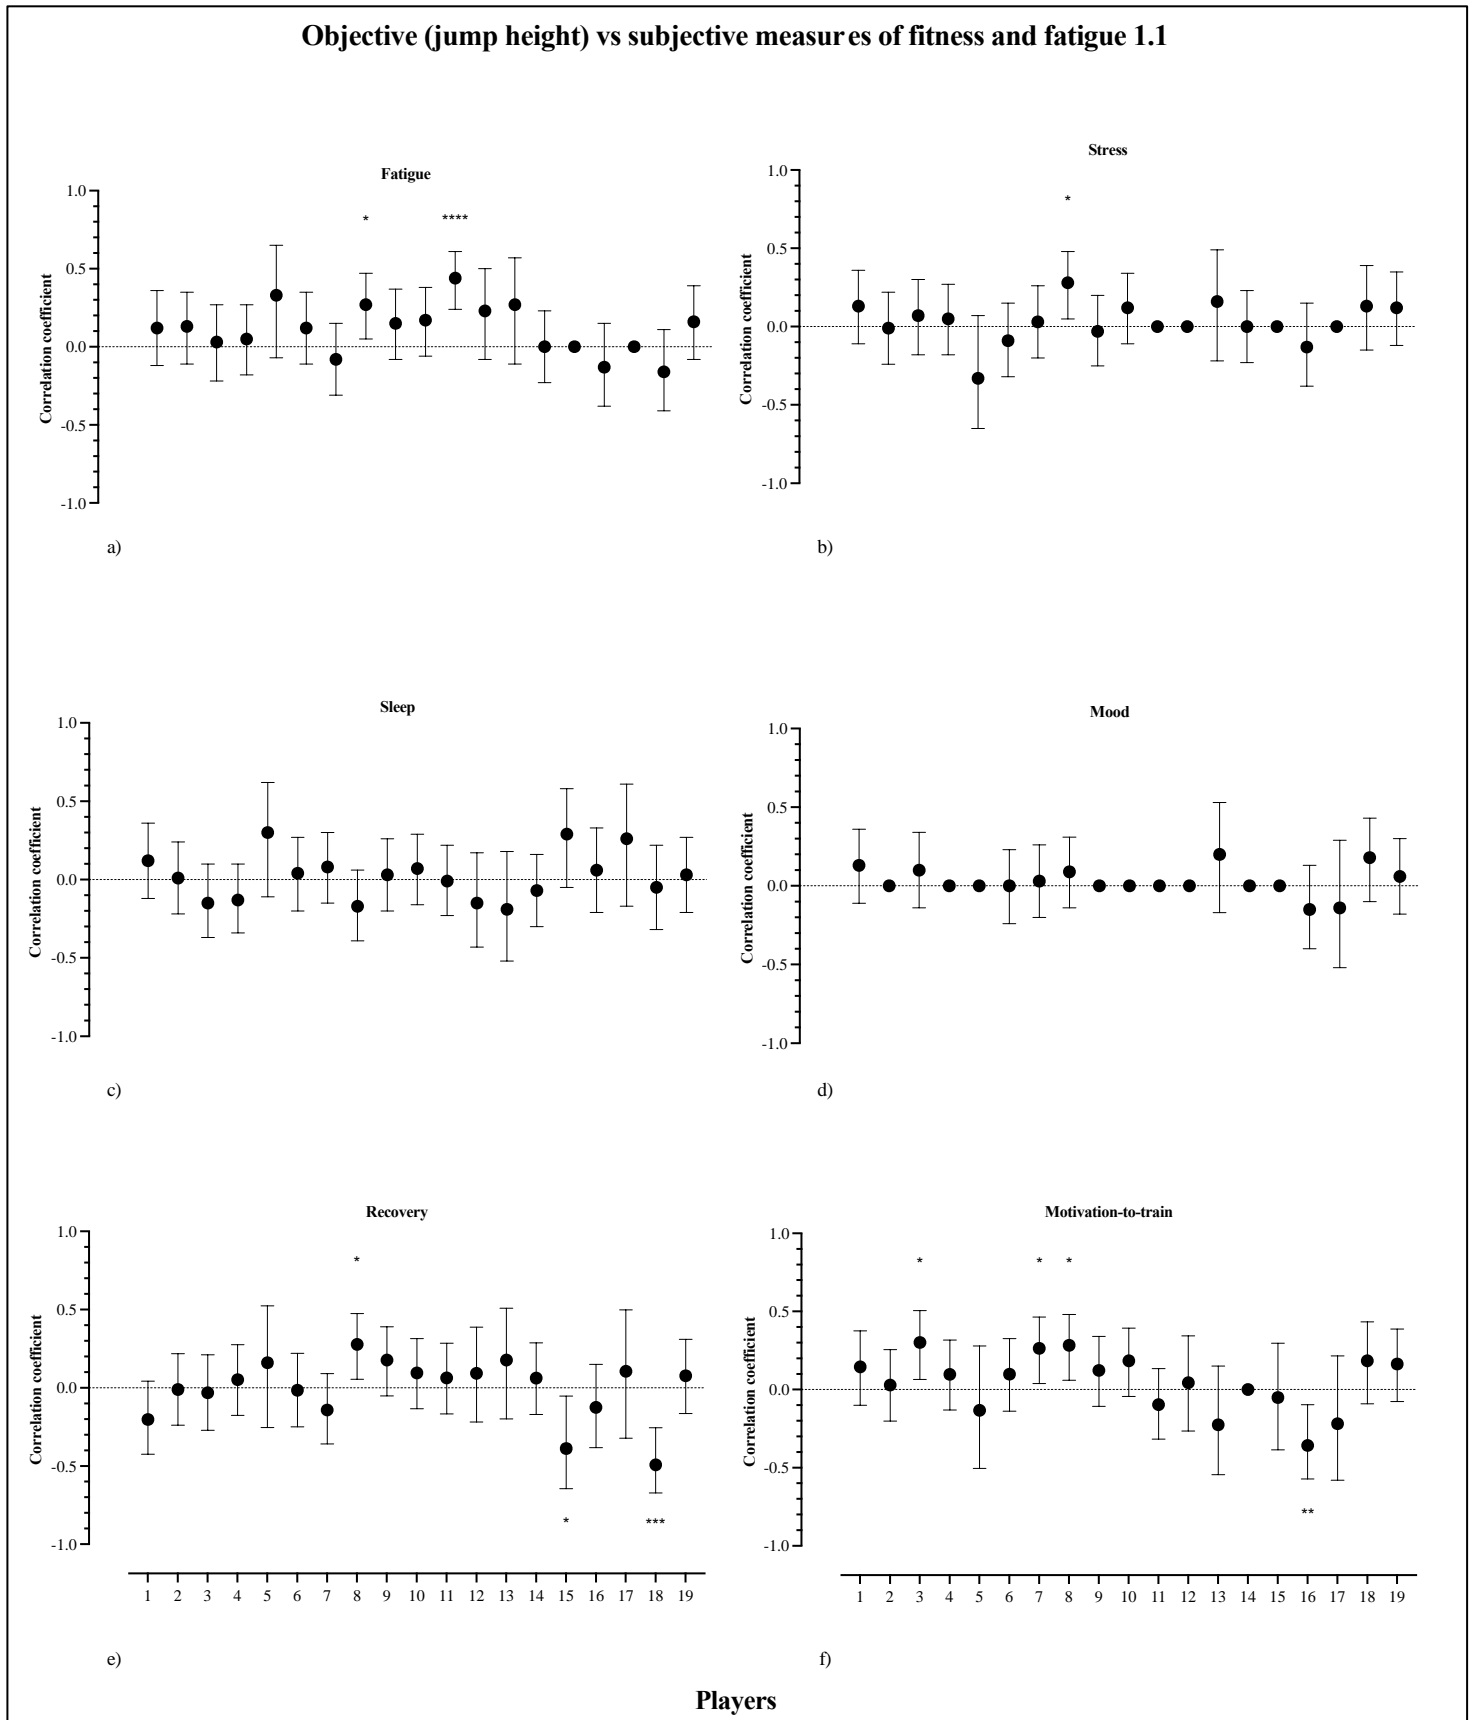 Objective (jump height) vs subjective measures of fitness and fatigue 1.1
Fatigue
* ****
Correlation coefficient
1.0
0.5
0.0
-0.5
-1.0
a)
Stress
*
Correlation coefficient
1.0
0.5
0.0
-0.5
-1.0
b)
Sleep
Correlation coefficient
1.0
0.5
0.0
-0.5
-1.0
c)
Mood
Correlation coefficient
1.0
0.5
0.0
-0.5
-1.0
d)
Recovery
*
Correlation coefficient
1.0
0.5
0.0
-0.5
-1.0
* ***
1 2 3 4 5 6 7 8 9 10 11 12 13 14 15 16 17 18 19
e)
Motivation-to-train
* * *
Correlation coefficient
1.0
0.5
0.0
-0.5
-1.0
**
1 2 3 4 5 6 7 8 9 10 11 12 13 14 15 16 17 18 19
f)
Players